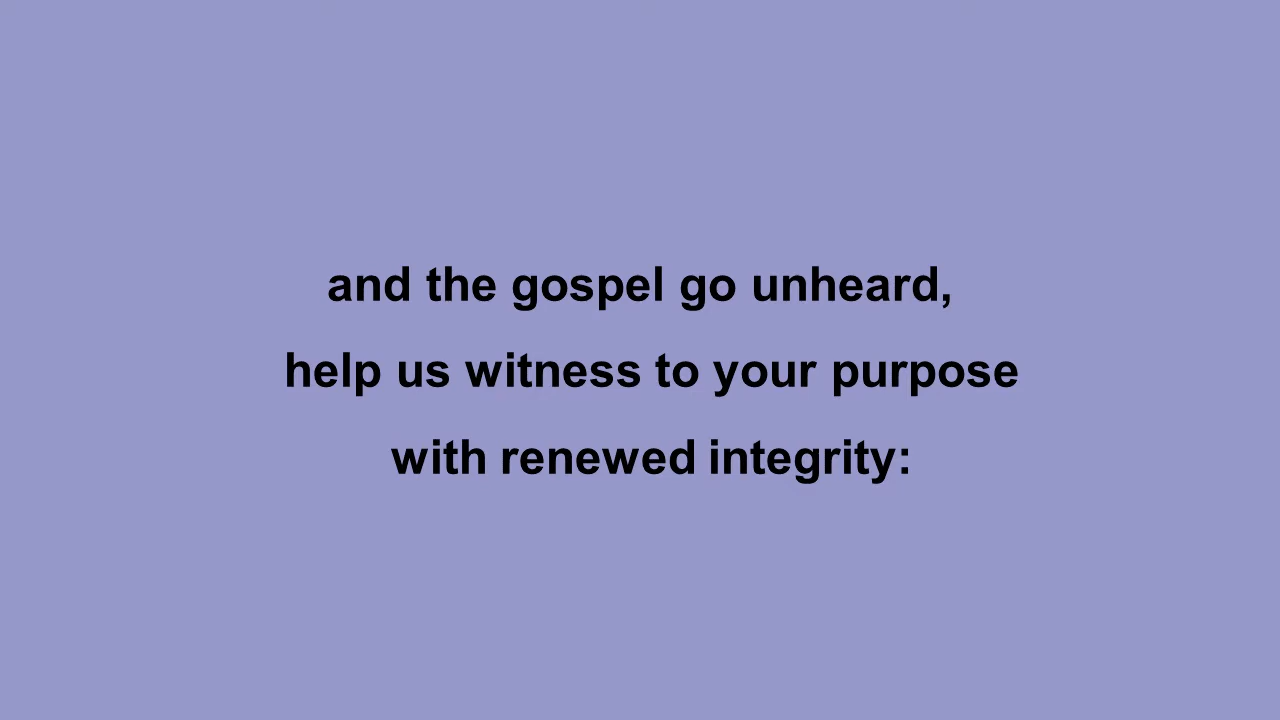 and the gospel go unheard,
help us witness to your purpose
with renewed integrity: